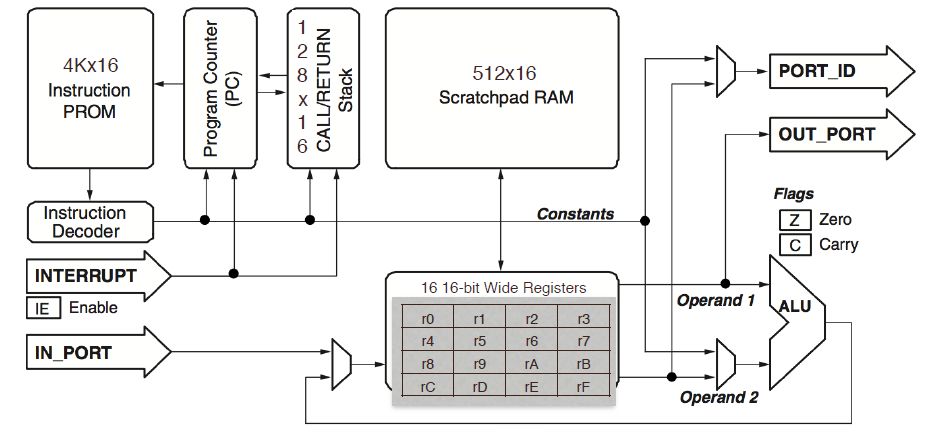 4Kx16
Instruction
PROM
Program Counter
(PC)
1
2
8
x
1
6
CALL/RETURN
Stack
512x16
Scratchpad RAM
PORT_ID
OUT_PORT
Instruction
Decoder
Constants
Flags
Z Zero
C Carry
INTERRUPT
IE Enable
IN_PORT
16 16-bit Wide Registers
r0 r1 r2 r3
r4 r5 r6 r7
r8 r9 rA rB
rC rD rE rF
Operand 1
ALU
Operand 2